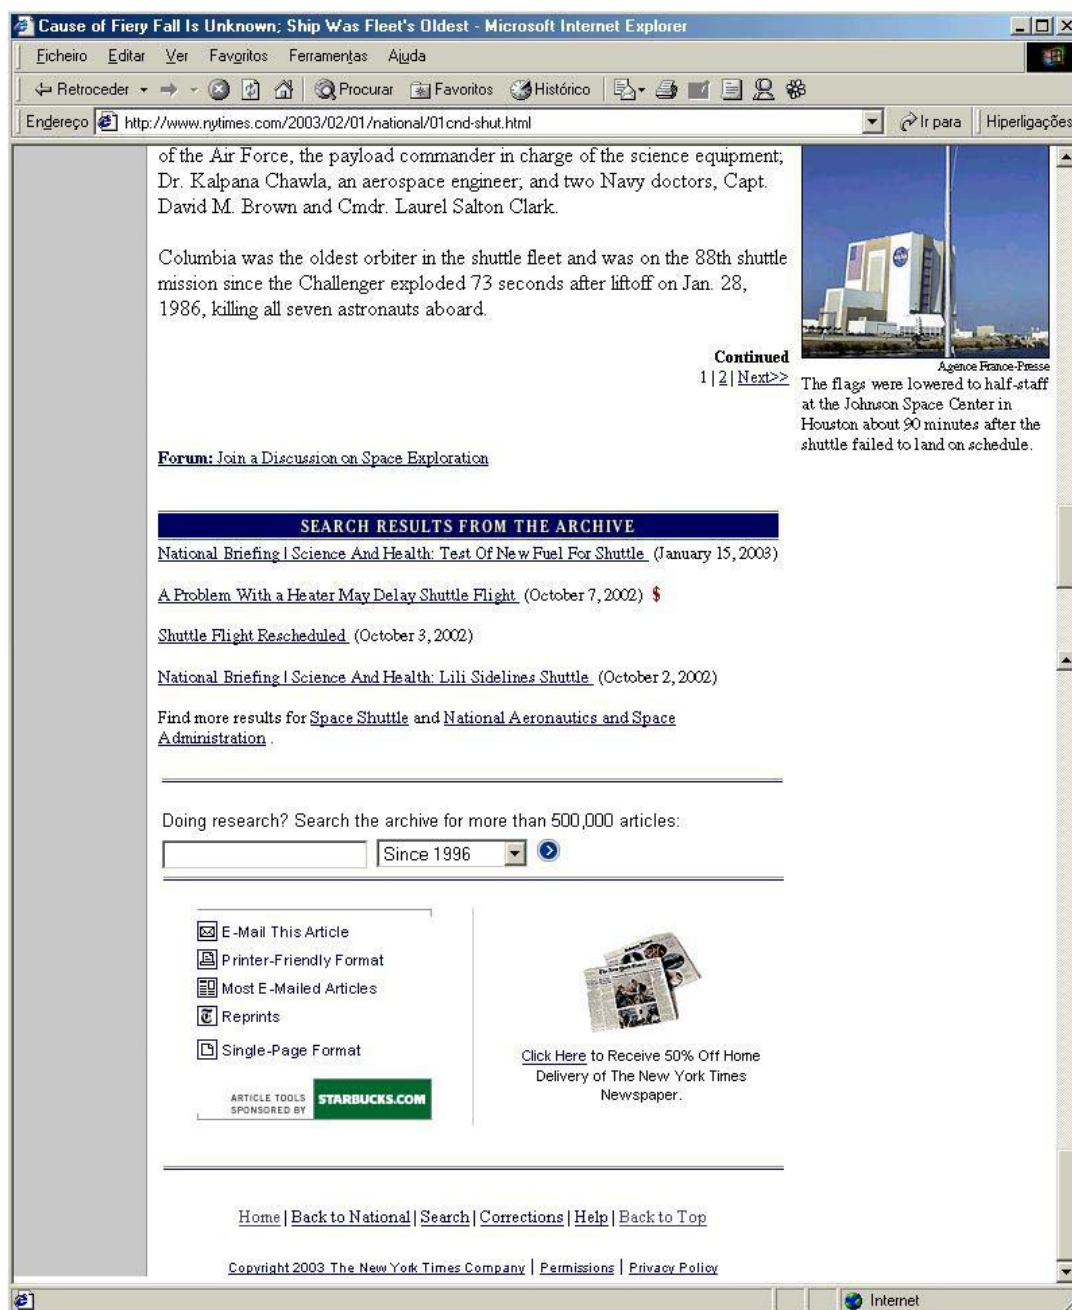 Cause of Fiery Fall Is Unknown; Ship Was Fleet's Oldest - Microsoft Internet Explorer
Ficheiro Editar Ver Favoritos Ferramentas Ajuda
Retroceder Procurar Favoritos Histórico
Endereço http://www.nytimes.com/2003/02/01/national/01cnd-shut.html Ir para Hiperligações
of the Air Force, the payload commander in charge of the science equipment;
Dr. Kalpana Chawla, an aerospace engineer; and two Navy doctors, Capt.
David M. Brown and Cmdr. Laurel Salton Clark.
Columbia was the oldest orbiter in the shuttle fleet and was on the 88th shuttle
mission since the Challenger exploded 73 seconds after liftoff on Jan. 28,
1986, killing all seven astronauts aboard.
Continued
1 | 2 | Next>>
Agence France-Presse
The flags were lowered to half-staff
at the Johnson Space Center in
Houston about 90 minutes after the
shuttle failed to land on schedule.
Forum: Join a Discussion on Space Exploration
SEARCH RESULTS FROM THE ARCHIVE
National Briefing | Science And Health: Test Of New Fuel For Shuttle (January 15, 2003)
A Problem With a Heater May Delay Shuttle Flight (October 7, 2002) $
Shuttle Flight Rescheduled (October 3, 2002)
National Briefing | Science And Health: Lili Sidelines Shuttle (October 2, 2002)
Find more results for Space Shuttle and National Aeronautics and Space
Administration .
Doing research? Search the archive for more than 500,000 articles:
Since 1996
E-Mail This Article
Printer-Friendly Format
Most E-Mailed Articles
Reprints
Single-Page Format
ARTICLE TOOLS
SPONSORED BY
STARBUCKS.COM
The New York Times
Click Here to Receive 50% Off Home
Delivery of The New York Times
Newspaper.
Home | Back to National | Search | Corrections | Help | Back to Top
Copyright 2003 The New York Times Company | Permissions | Privacy Policy
Internet